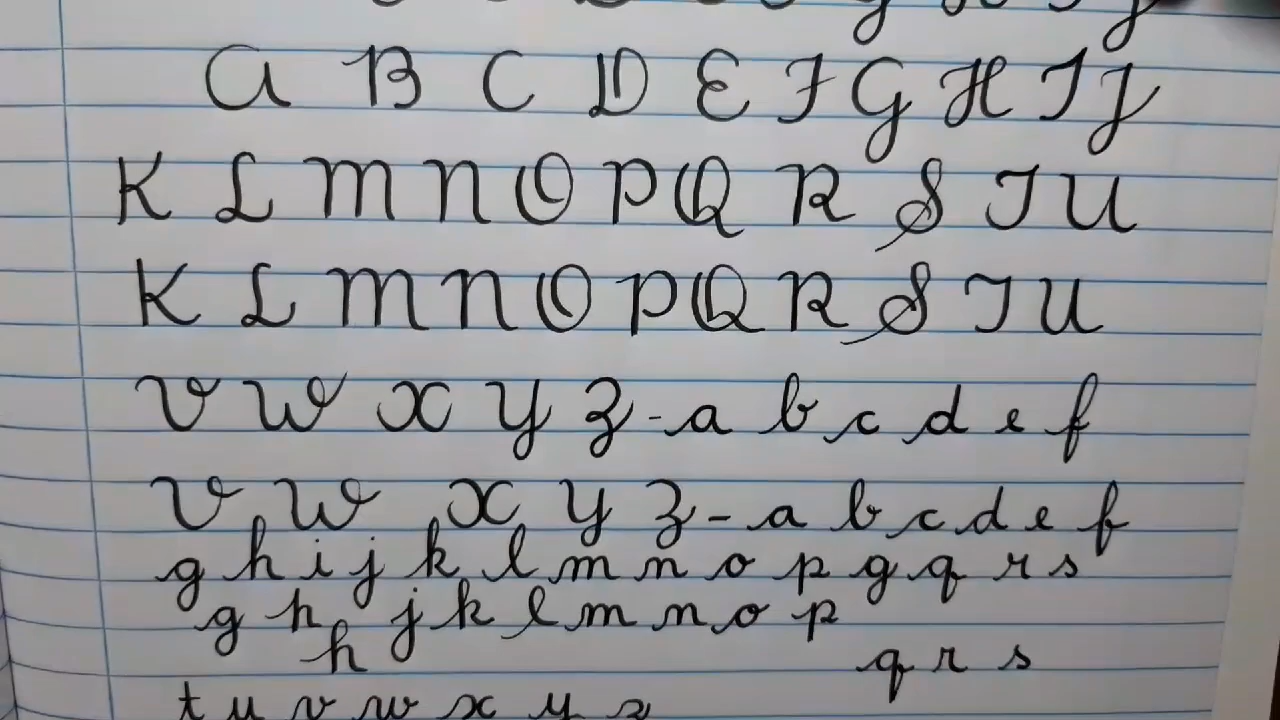 A B C D E F G H I J
K L M N O P Q R S T U
K L M N O P Q R S T U
V W X Y Z - a b c d e f
V W X Y Z - a b c d e f
g h i j k l m n o p g q r s
g h j k l m n o p
h q r s
t u v w x y z